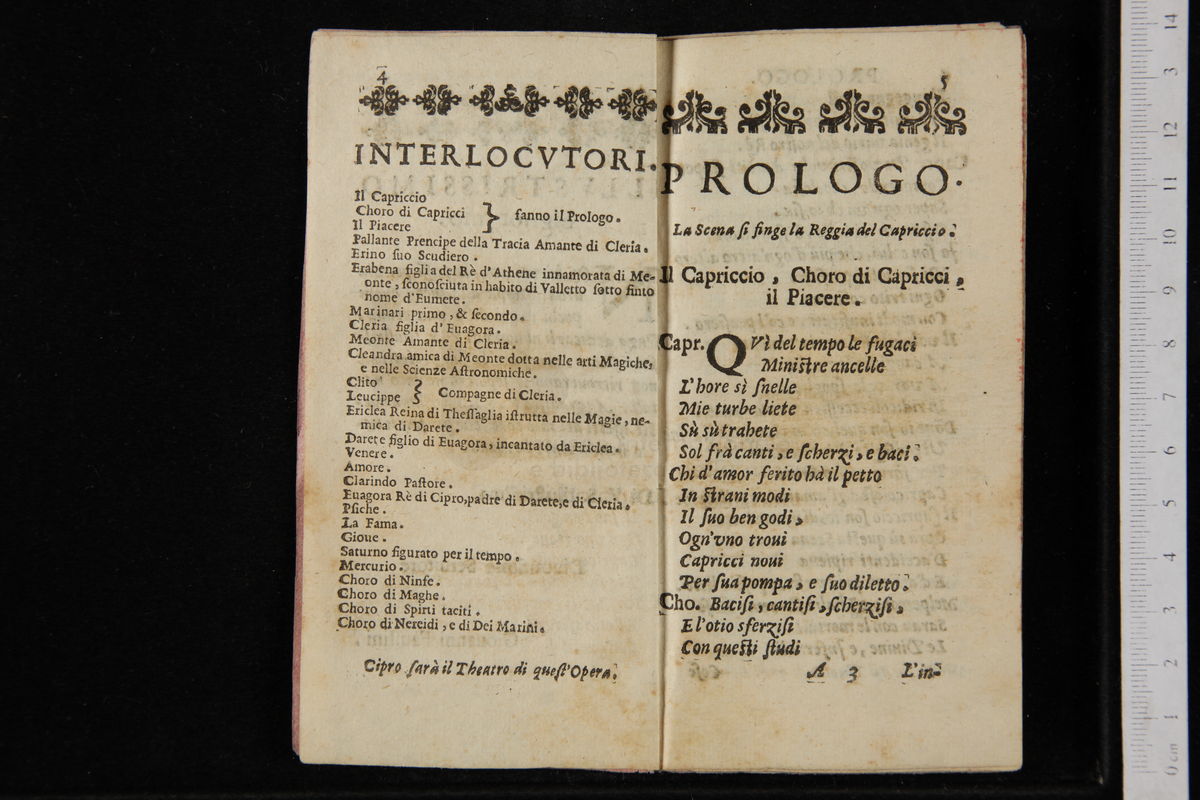 4
INTERLOCVTORI.
Il Capriccio
Choro di Capricci } fanno il Prologo.
Il Piacere
Pallante Prencipe della Tracia Amante di Cleria.
Erino ſuo Scudiero.
Erabena figlia del Rè d'Athene innamorata di Me-
onte, ſconoſciuta in habito di Valletto ſotto finto
nome d'Eumete.
Marinari primo, & ſecondo.
Cleria figlia d'Euagora.
Meonte Amante di Cleria.
Cleandra amica di Meonte dotta nelle arti Magiche,
e nelle Scienze Aſtronomiche.
Clito
Leucippe } Compagne di Cleria.
Ericlea Reina di Theſſaglia iſtrutta nelle Magie, ne-
mica di Darete.
Darete figlio di Euagora, incantato da Ericlea.
Venere.
Amore.
Clarindo Paſtore.
Euagora Rè di Cipro, padre di Darete, e di Cleria.
Pſiche.
La Fama.
Gioue.
Saturno figurato per il tempo.
Mercurio.
Choro di Ninfe.
Choro di Maghe.
Choro di Spirti taciti.
Choro di Nereidi, e di Dei Marini.
Cipro ſarà il Theatro di queſt'Opera.
5
PROLOGO.
La Scena ſi finge la Reggia del Capriccio.
Il Capriccio, Choro di Capricci,
il Piacere.
Capr. QVì del tempo le fugaci
Miniſtre ancelle
L'hore sì ſnelle
Mie turbe liete
Sù sù trahete
Sol frà canti, e ſcherzi, e baci.
Chi d'amor ferito hà il petto
In ſtrani modi
Il ſuo ben godi,
Ogn'vno troui
Capricci noui
Per ſua pompa, e ſuo diletto.
Cho. Baciſi, cantiſi, ſcherziſi,
E l'otio sferziſi
Con queſti ſtudi
A 3 L'in-